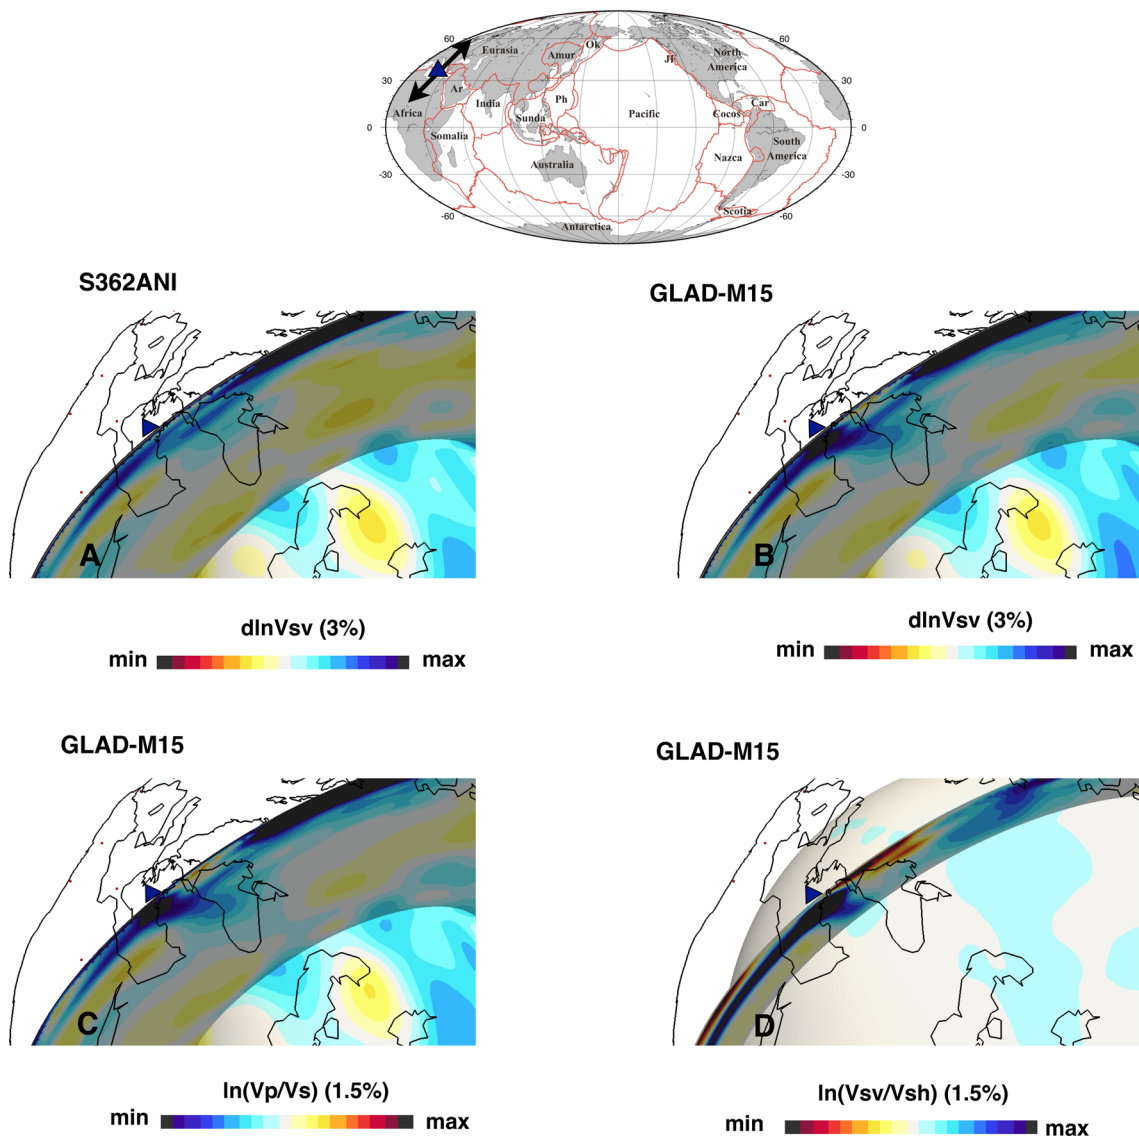 60
60
Eurasia
Ok
North
America
Amur
JF
30
30
Ar
India
Ph
Car
Africa
Sunda
Pacific
Cocos
0
0
Somalia
South
America
Nazca
Australia
-30
-30
-60
Scotia
-60
Antarctica
S362ANI
GLAD-M15
A
B
dlnVsv (3%)
min max
dlnVsv (3%)
min max
GLAD-M15
GLAD-M15
C
D
ln(Vp/Vs) (1.5%)
min max
ln(Vsv/Vsh) (1.5%)
min max